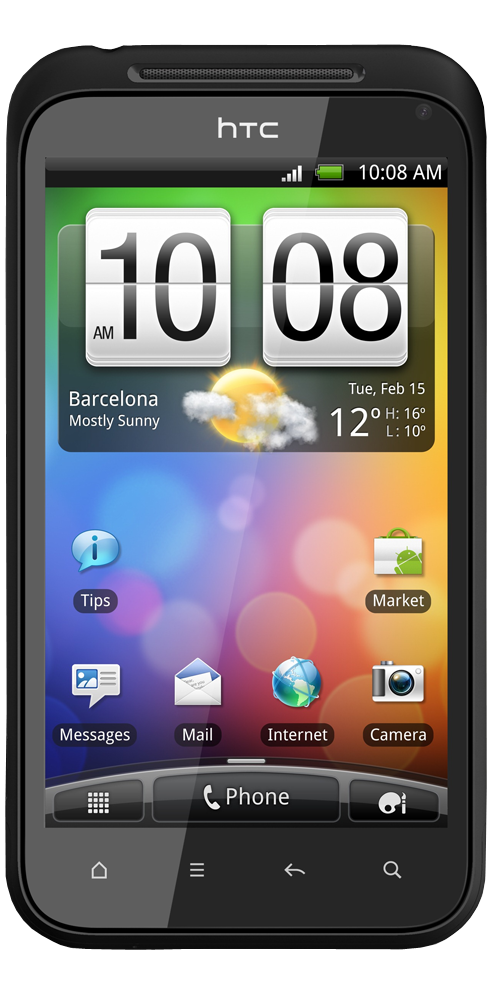 hTC
10:08 AM
AM 10 08
Barcelona
Mostly Sunny
Tue, Feb 15
12° H: 16°
L: 10°
Tips
Market
Messages
Mail
Internet
Camera
Phone